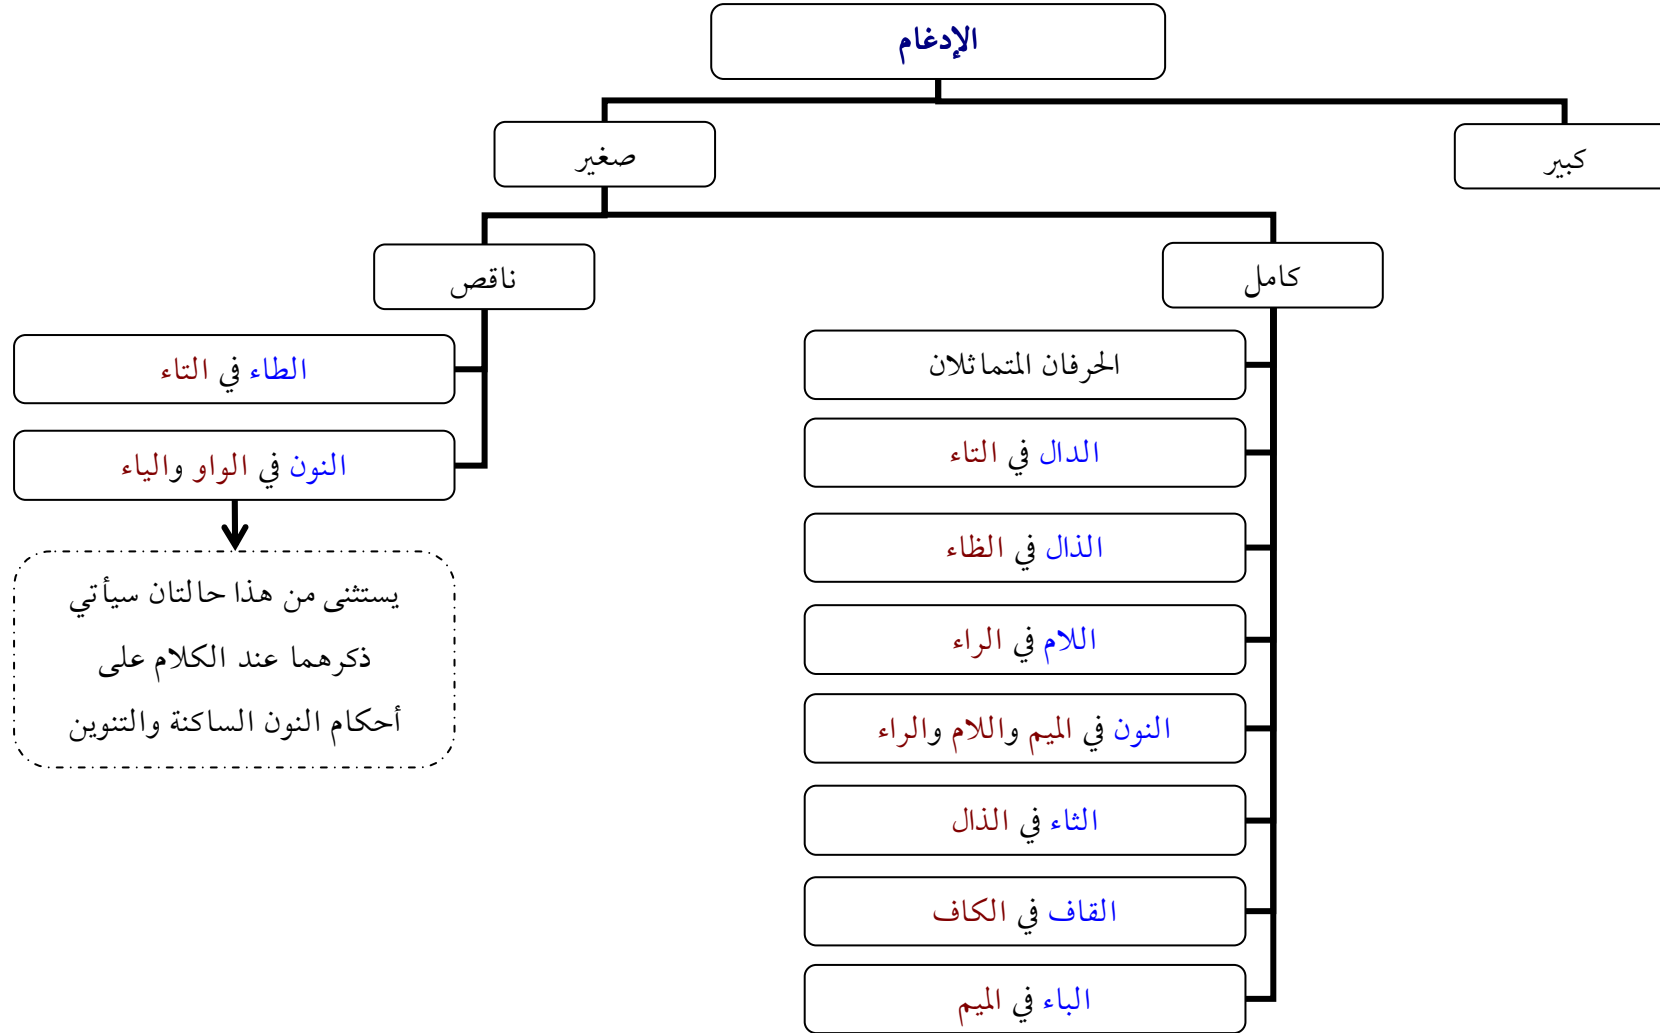 الإدغام
كبير
صغير
كامل
ناقص
الحرفان المتماثلان
الدال في التاء
الذال في الظاء
اللام في الراء
النون في الميم واللام والراء
الثاء في الذال
القاف في الكاف
الباء في الميم
الطاء في التاء
النون في الواو والياء
يستثنى من هذا حالتان سيأتي
ذكرهما عند الكلام على
أحكام النون الساكنة والتنوين